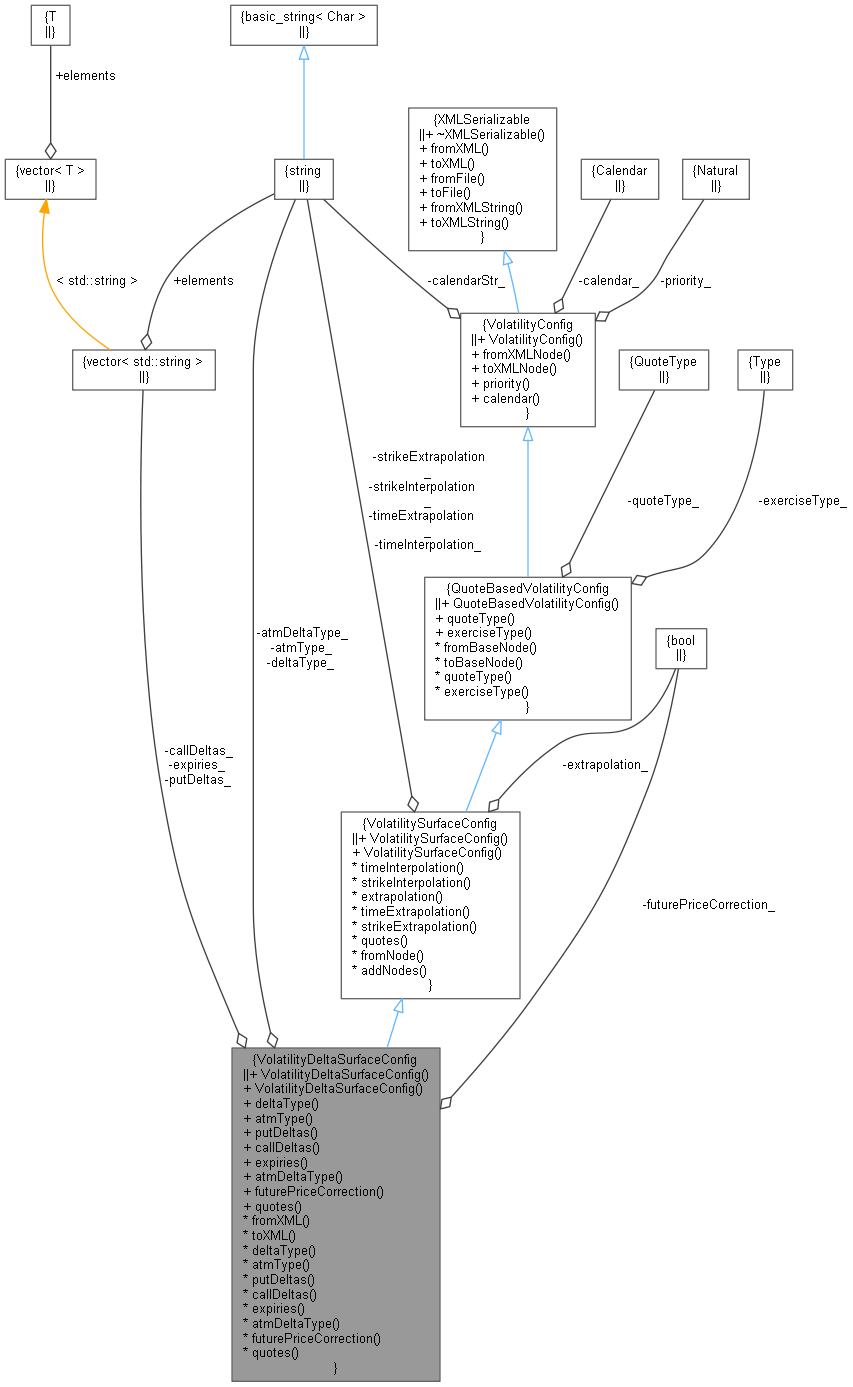 {T
||}
{basic_string< Char >
||}
+elements
{XMLSerializable
||+ ~XMLSerializable()
+ fromXML()
+ toXML()
+ fromFile()
+ toFile()
+ fromXMLString()
+ toXMLString()
}
{vector< T >
||}
{string
||}
{Calendar
||}
{Natural
||}
< std::string >
+elements
-calendarStr_
-calendar_
-priority_
{VolatilityConfig
||+ VolatilityConfig()
+ fromXMLNode()
+ toXMLNode()
+ priority()
+ calendar()
}
{vector< std::string >
||}
{QuoteType
||}
{Type
||}
-strikeExtrapolation
_
-strikeInterpolation
_
-timeExtrapolation
_
-timeInterpolation_
-quoteType_
-exerciseType_
{QuoteBasedVolatilityConfig
||+ QuoteBasedVolatilityConfig()
+ quoteType()
+ exerciseType()
* fromBaseNode()
* toBaseNode()
* quoteType()
* exerciseType()
}
{bool
||}
-atmDeltaType_
-atmType_
-deltaType_
-callDeltas_
-expiries_
-putDeltas_
-extrapolation_
{VolatilitySurfaceConfig
||+ VolatilitySurfaceConfig()
+ VolatilitySurfaceConfig()
* timeInterpolation()
* strikeInterpolation()
* extrapolation()
* timeExtrapolation()
* strikeExtrapolation()
* quotes()
* fromNode()
* addNodes()
}
-futurePriceCorrection_
{VolatilityDeltaSurfaceConfig
||+ VolatilityDeltaSurfaceConfig()
+ VolatilityDeltaSurfaceConfig()
+ deltaType()
+ atmType()
+ putDeltas()
+ callDeltas()
+ expiries()
+ atmDeltaType()
+ futurePriceCorrection()
+ quotes()
* fromXML()
* toXML()
* deltaType()
* atmType()
* putDeltas()
* callDeltas()
* expiries()
* atmDeltaType()
* futurePriceCorrection()
* quotes()
}